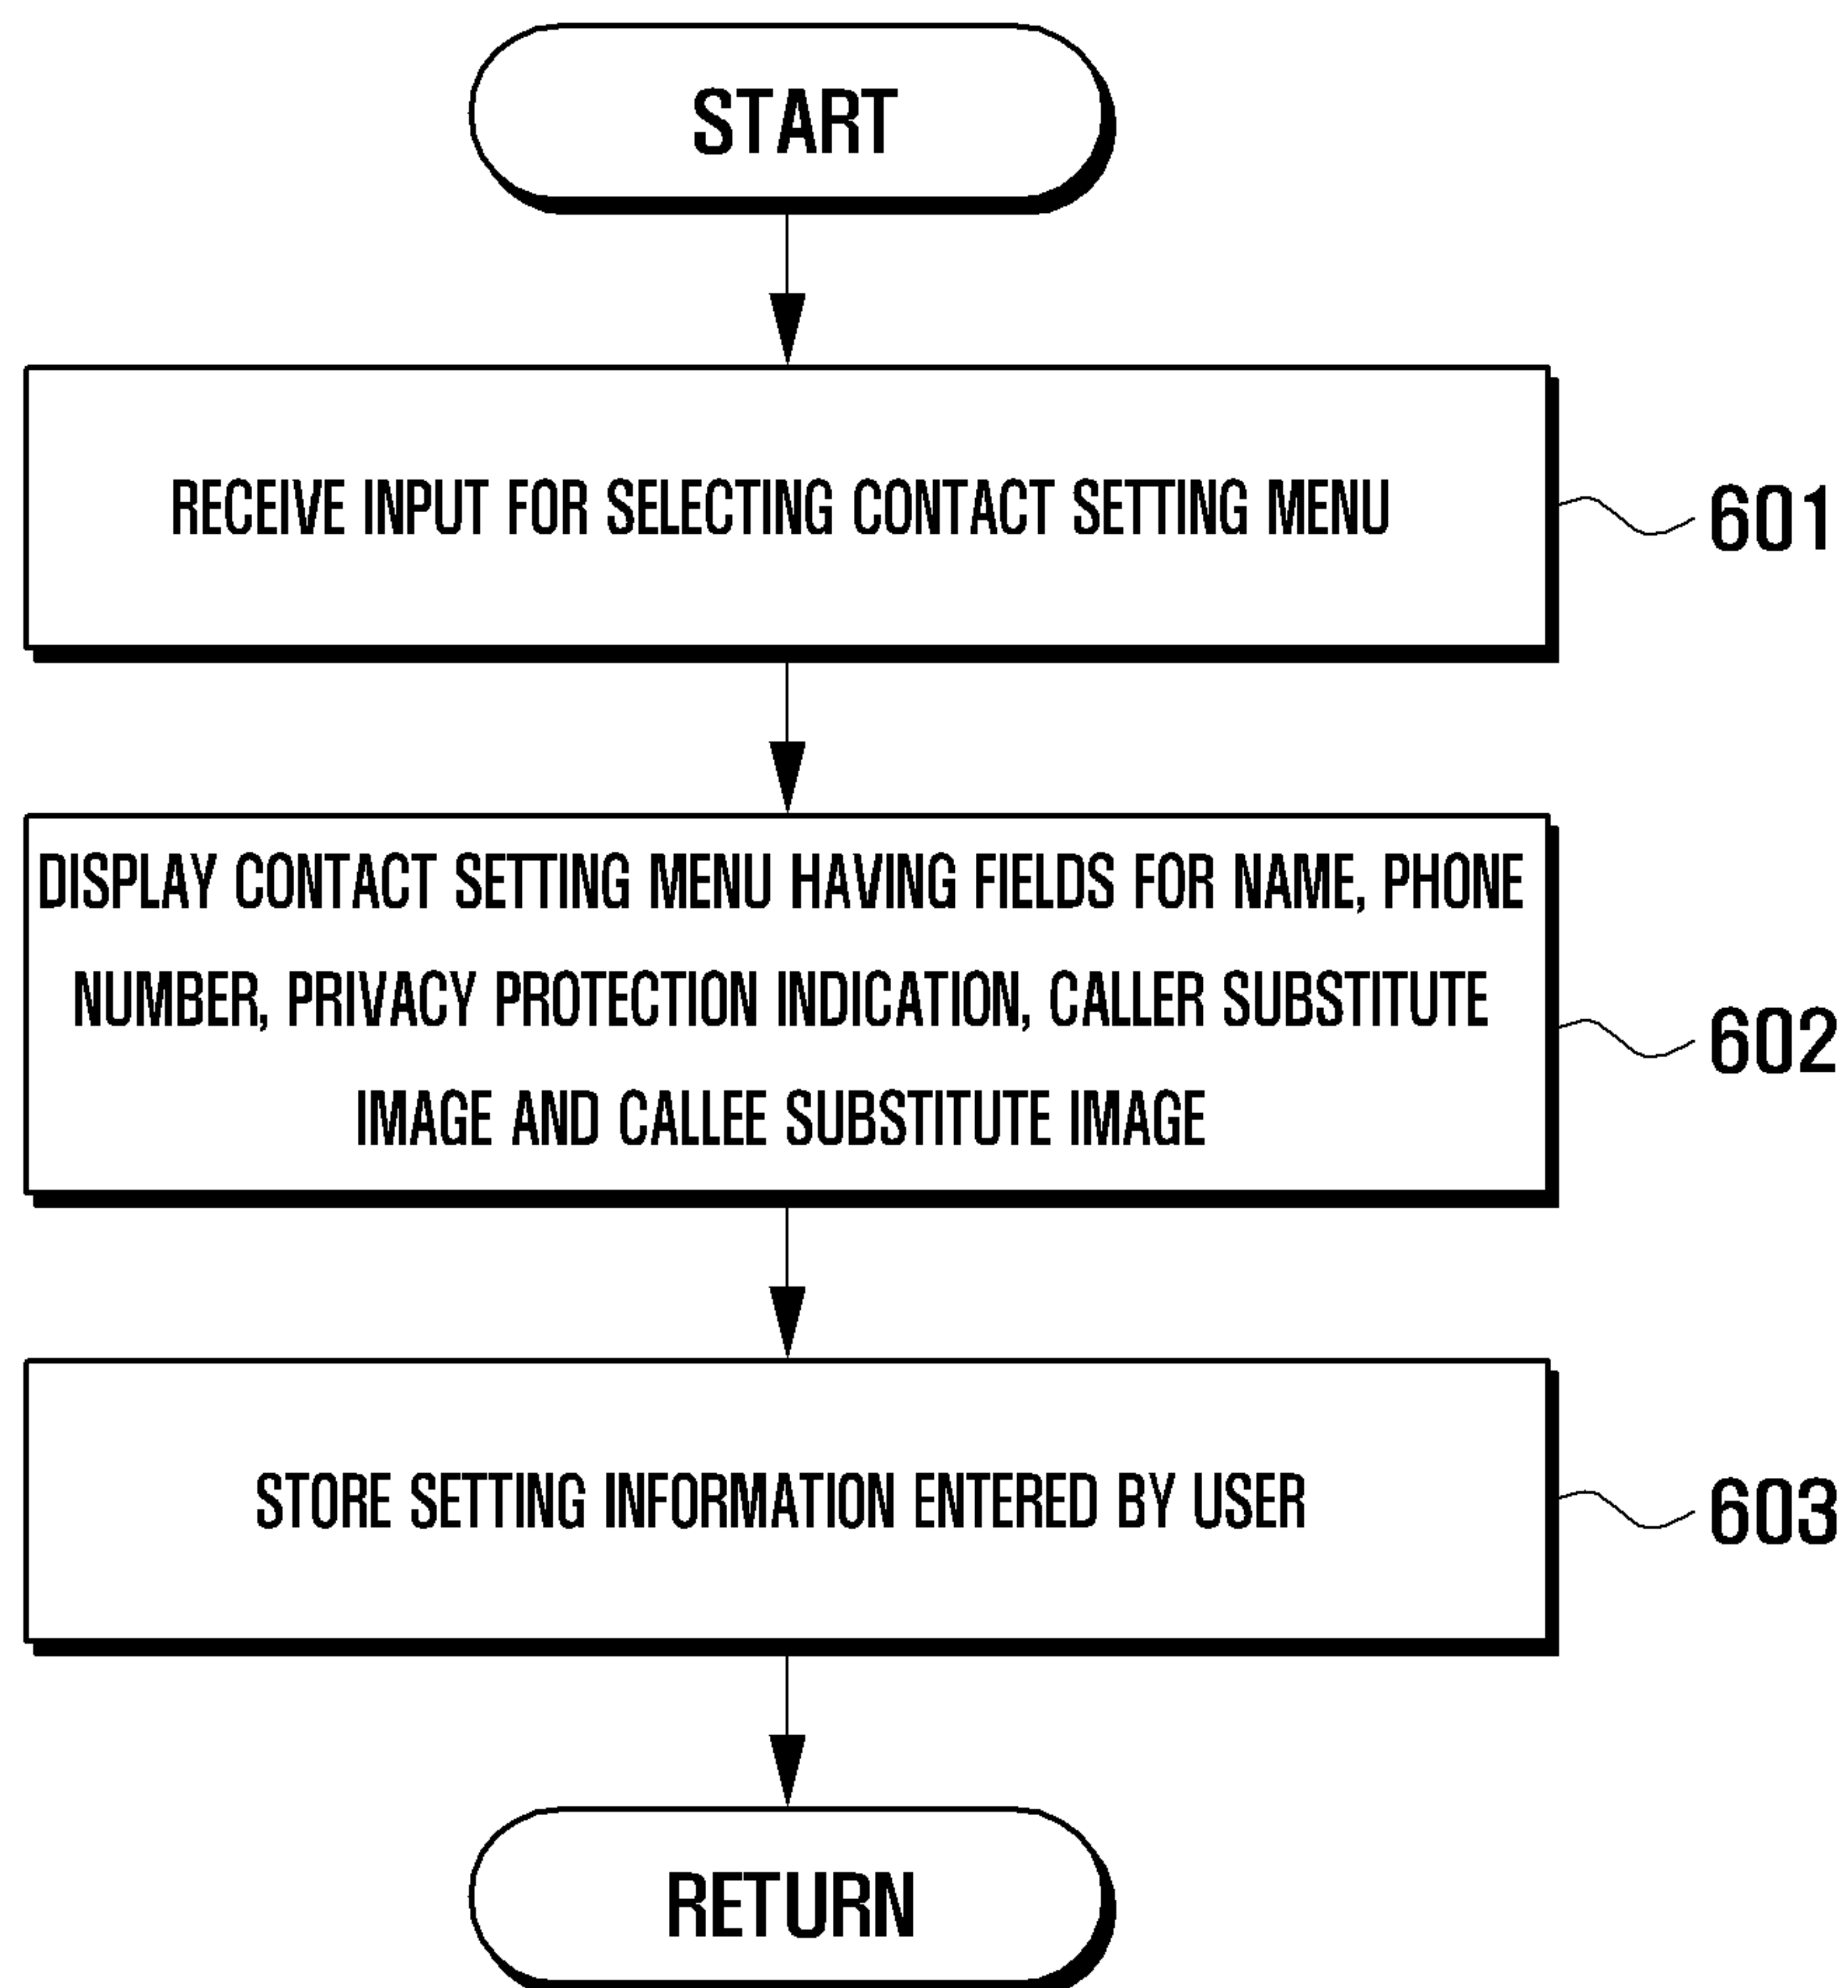 START
RECEIVE INPUT FOR SELECTING CONTACT SETTING MENU
601
DISPLAY CONTACT SETTING MENU HAVING FIELDS FOR NAME, PHONE
NUMBER, PRIVACY PROTECTION INDICATION, CALLER SUBSTITUTE
IMAGE AND CALLEE SUBSTITUTE IMAGE
602
STORE SETTING INFORMATION ENTERED BY USER
603
RETURN